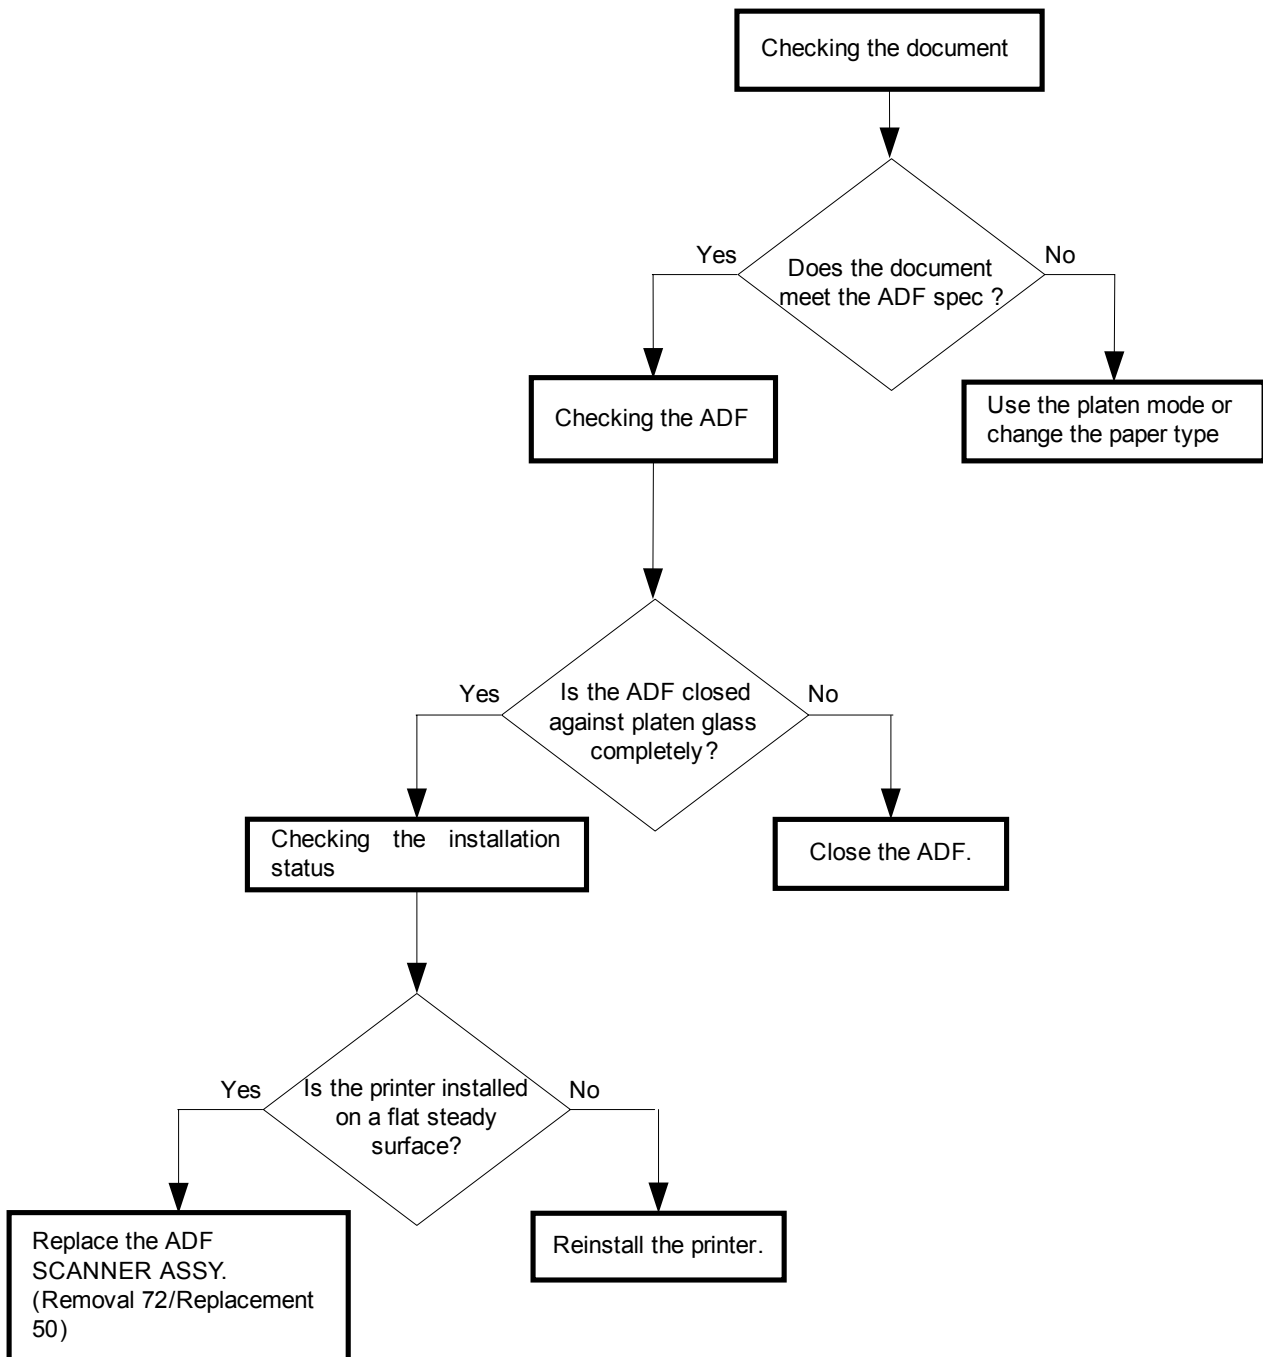 Checking the document
Does the document
meet the ADF spec ?
Yes
No
Checking the ADF
Use the platen mode or
change the paper type
Is the ADF closed
against platen glass
completely?
Yes
No
Checking the installation
status
Close the ADF.
Is the printer installed
on a flat steady
surface?
Yes
No
Replace the ADF
SCANNER ASSY.
(Removal 72/Replacement
50)
Reinstall the printer.